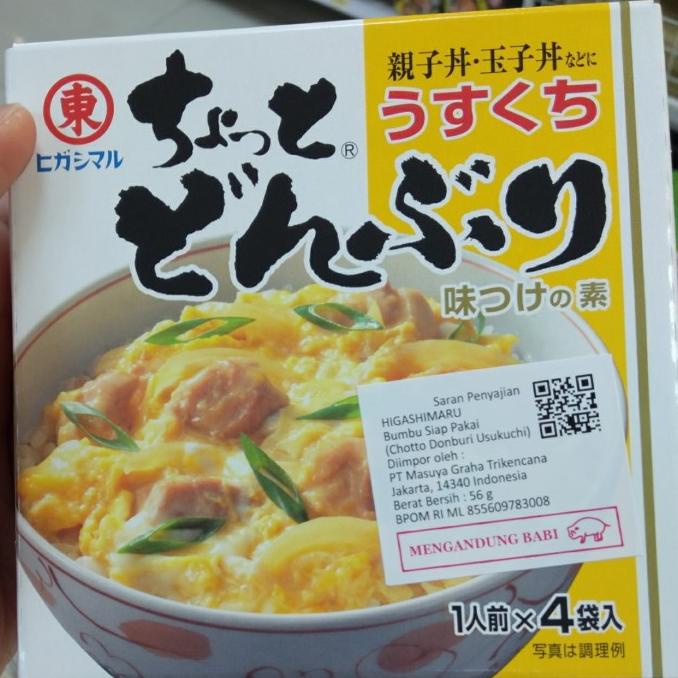 東
ヒガシマル
ちょっと®
どんぶり
親子丼・玉子丼などに
うすくち
味つけの素
Saran Penyajian
HIGASHIMARU
Bumbu Siap Pakai
(Chotto Donburi Usukuchi)
Diimpor oleh :
PT Masuya Graha Trikencana
Jakarta, 14340 Indonesia
Berat Bersih : 56 g
BPOM RI ML 855609783008
MENGANDUNG BABI
1人前×4袋入
写真は調理例